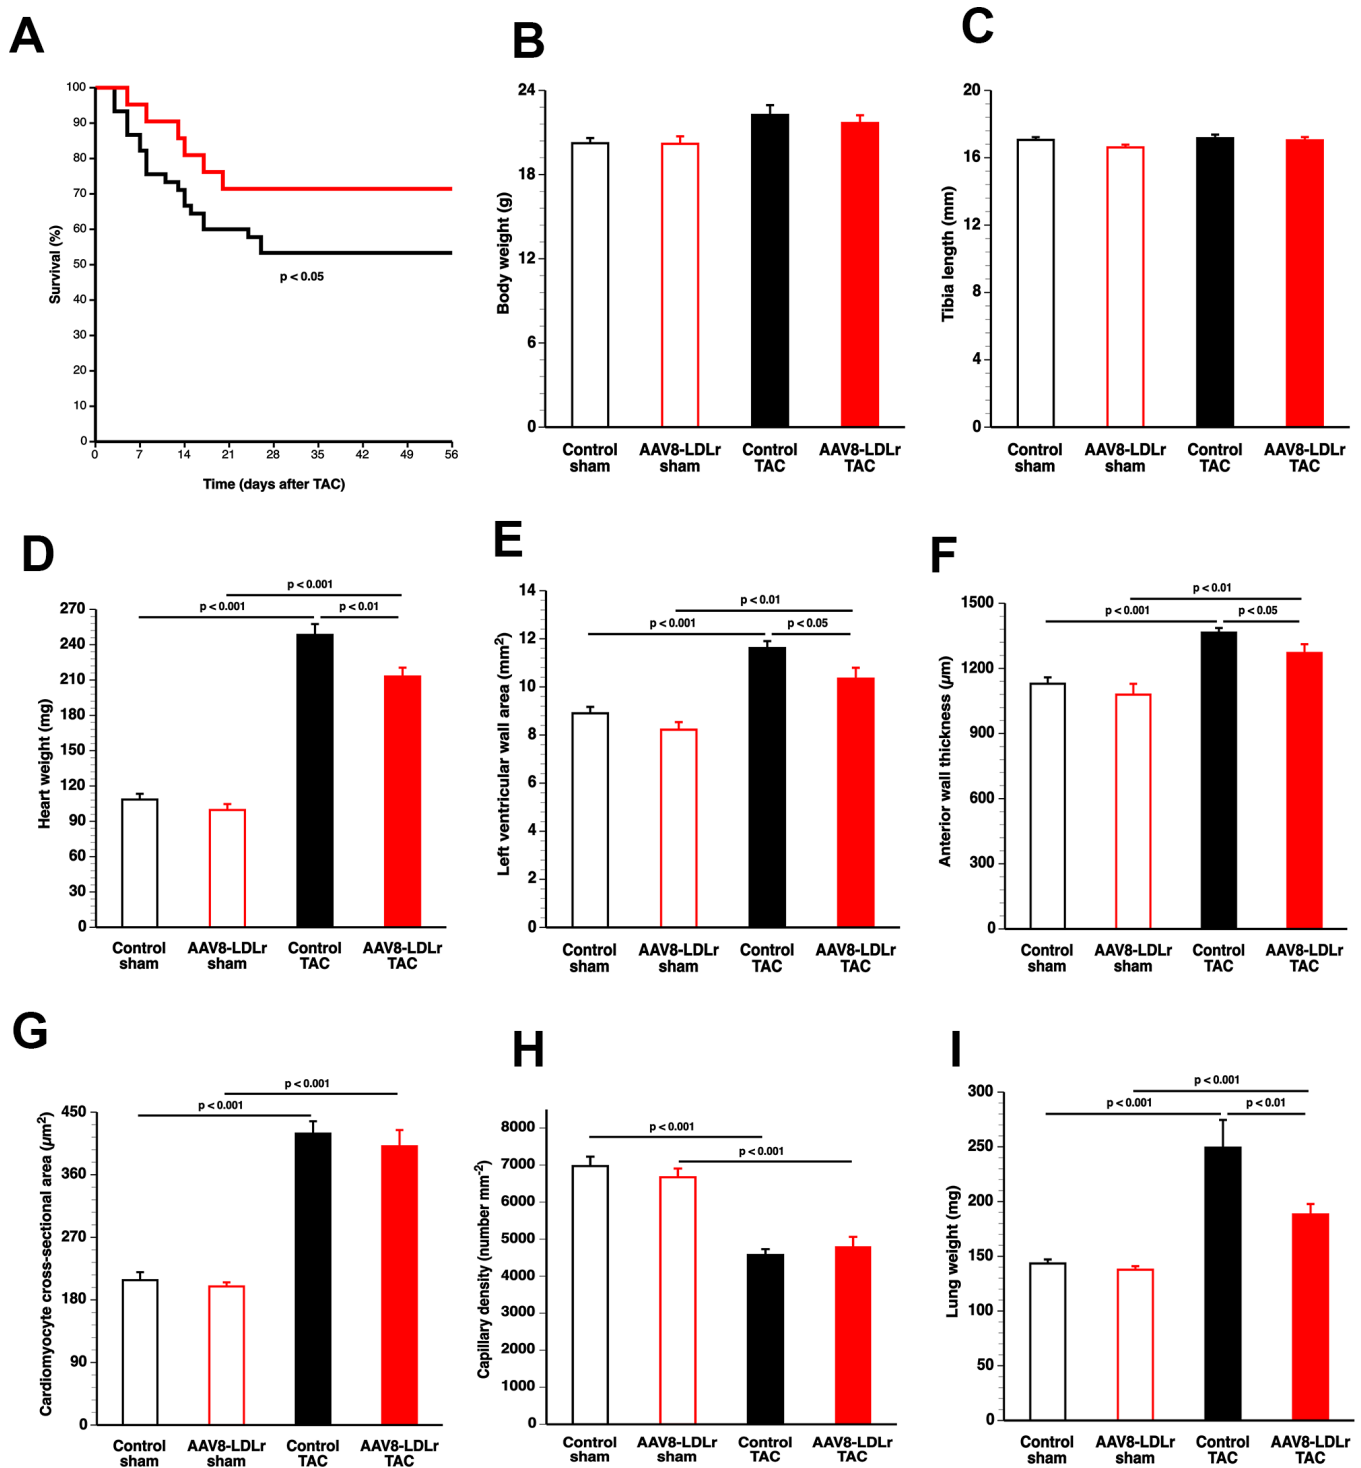 A
100
90
80
70
60
50
40
30
20
10
0
Survival (%)
p < 0.05
0 7 14 21 28 35 42 49 56
Time (days after TAC)
B
24
18
12
6
0
Body weight (g)
Control sham
AAV8-LDLr sham
Control TAC
AAV8-LDLr TAC
C
20
16
12
8
4
0
Tibia length (mm)
Control sham
AAV8-LDLr sham
Control TAC
AAV8-LDLr TAC
D
p < 0.001
p < 0.001
p < 0.01
270
240
210
180
150
120
90
60
30
0
Heart weight (mg)
Control sham
AAV8-LDLr sham
Control TAC
AAV8-LDLr TAC
E
p < 0.01
p < 0.001
p < 0.05
14
12
10
8
6
4
2
0
Left ventricular wall area (mm2)
Control sham
AAV8-LDLr sham
Control TAC
AAV8-LDLr TAC
F
p < 0.01
p < 0.001
p < 0.05
1500
1200
900
600
300
0
Anterior wall thickness (µm)
Control sham
AAV8-LDLr sham
Control TAC
AAV8-LDLr TAC
G
p < 0.001
p < 0.001
450
360
270
180
90
0
Cardiomyocyte cross-sectional area (µm2)
Control sham
AAV8-LDLr sham
Control TAC
AAV8-LDLr TAC
H
p < 0.001
p < 0.001
8000
7000
6000
5000
4000
3000
2000
1000
0
Capillary density (number mm-2)
Control sham
AAV8-LDLr sham
Control TAC
AAV8-LDLr TAC
I
p < 0.001
p < 0.001
p < 0.01
300
250
200
150
100
50
0
Lung weight (mg)
Control sham
AAV8-LDLr sham
Control TAC
AAV8-LDLr TAC